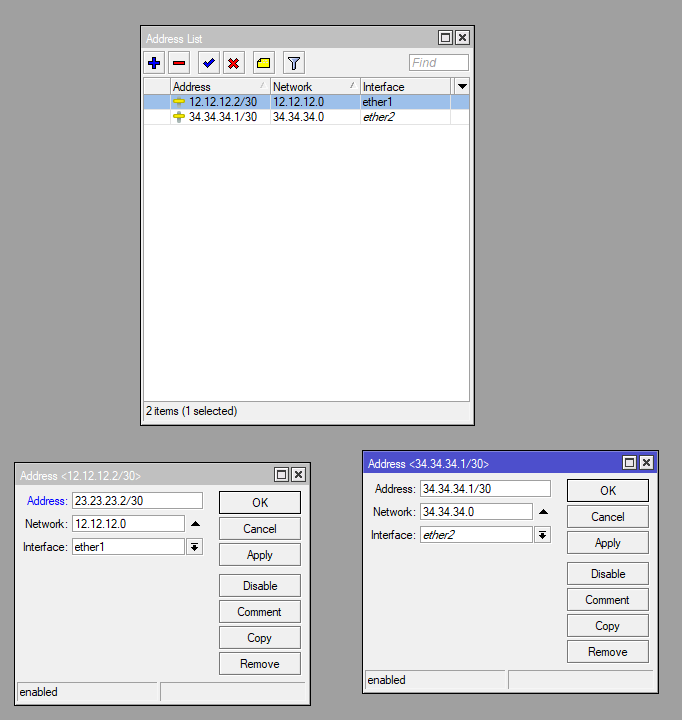 Address List
Find
Address Network Interface
12.12.12.2/30 12.12.12.0 ether1
34.34.34.1/30 34.34.34.0 ether2
2 items (1 selected)
Address <12.12.12.2/30>
Address: 23.23.23.2/30
Network: 12.12.12.0
Interface: ether1
OK
Cancel
Apply
Disable
Comment
Copy
Remove
enabled
Address <34.34.34.1/30>
Address: 34.34.34.1/30
Network: 34.34.34.0
Interface: ether2
OK
Cancel
Apply
Disable
Comment
Copy
Remove
enabled